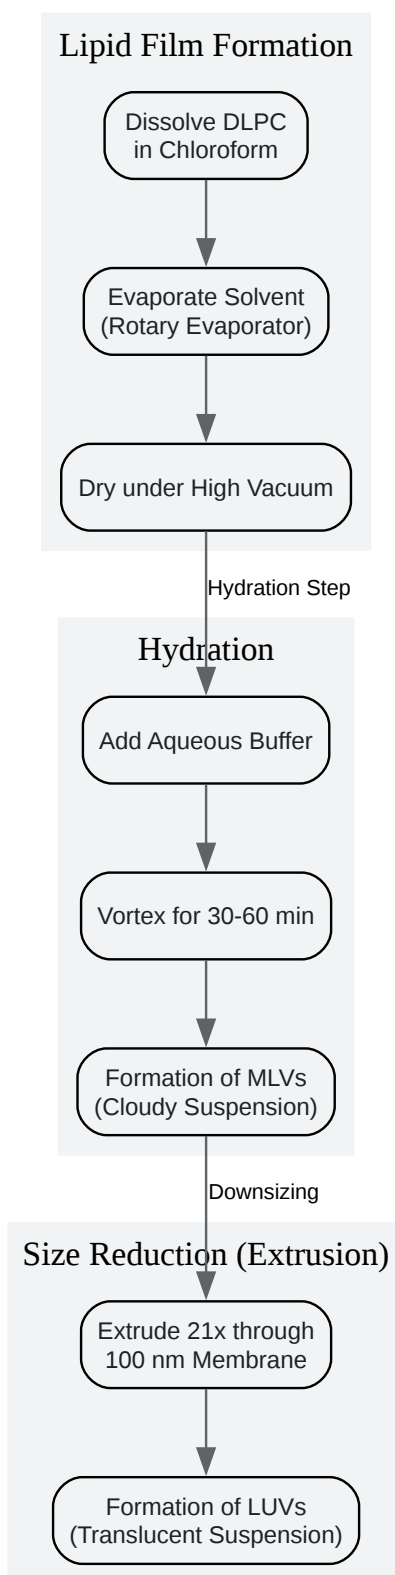 Lipid Film Formation
Dissolve DLPC
in Chloroform
Evaporate Solvent
(Rotary Evaporator)
Dry under High Vacuum
Hydration Step
Hydration
Add Aqueous Buffer
Vortex for 30-60 min
Formation of MLVs
(Cloudy Suspension)
Downsizing
Size Reduction (Extrusion)
Extrude 21x through
100 nm Membrane
Formation of LUVs
(Translucent Suspension)